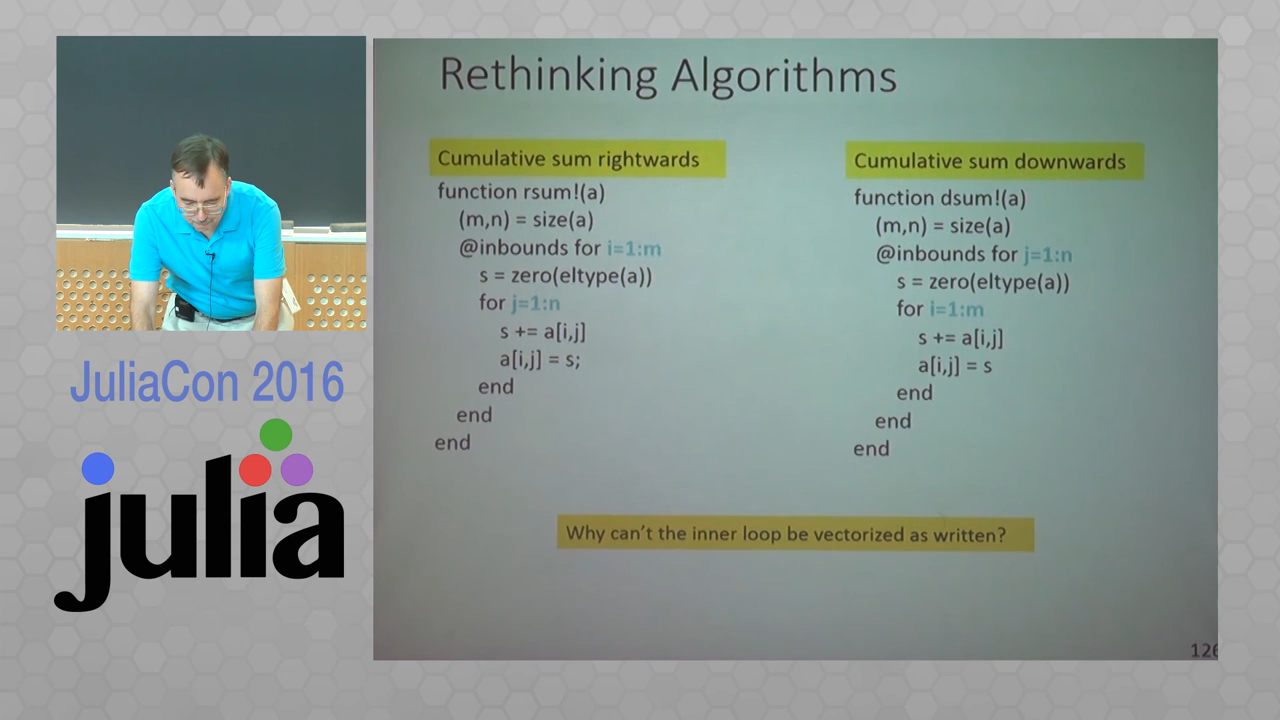 Rethinking Algorithms
Cumulative sum rightwards
function rsum!(a)
(m,n) = size(a)
@inbounds for i=1:m
s = zero(eltype(a))
for j=1:n
s += a[i,j]
a[i,j] = s;
end
end
end
Cumulative sum downwards
function dsum!(a)
(m,n) = size(a)
@inbounds for j=1:n
s = zero(eltype(a))
for i=1:m
s += a[i,j]
a[i,j] = s
end
end
end
Why can't the inner loop be vectorized as written?
126
JuliaCon 2016
julia